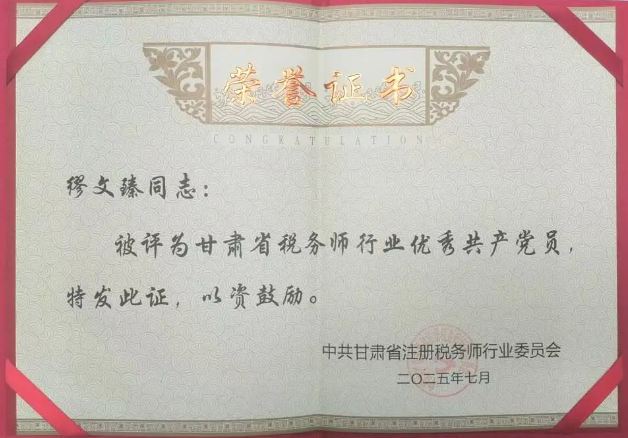 荣誉证书
CONGRATULATION
缪文臻同志：
被评为甘肃省税务师行业优秀共产党员，
特发此证，以资鼓励。
中共甘肃省注册税务师行业委员会
二〇二五年七月